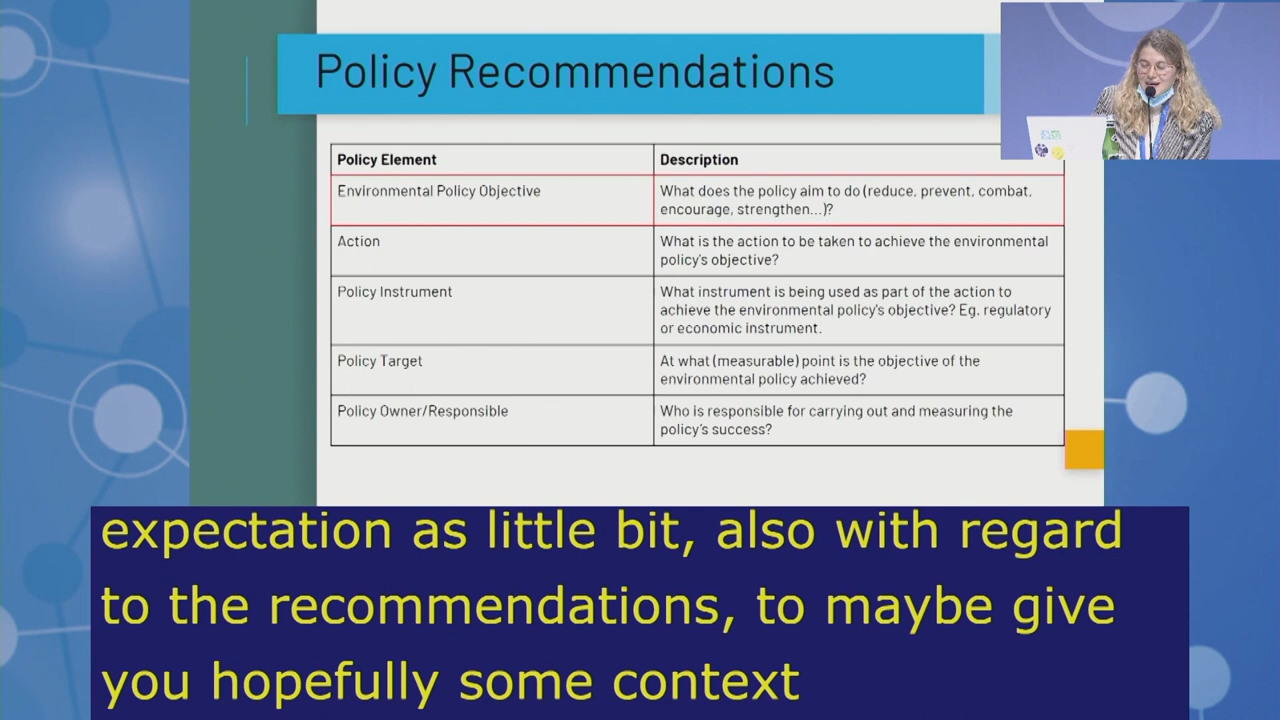 Policy Recommendations
Policy Element
Description
Environmental Policy Objective
What does the policy aim to do (reduce, prevent, combat,
encourage, strengthen...)?
Action
What is the action to be taken to achieve the environmental
policy's objective?
Policy Instrument
What instrument is being used as part of the action to
achieve the environmental policy's objective? Eg. regulatory
or economic instrument.
Policy Target
At what (measurable) point is the objective of the
environmental policy achieved?
Policy Owner/Responsible
Who is responsible for carrying out and measuring the
policy's success?
expectation as little bit, also with regard
to the recommendations, to maybe give
you hopefully some context